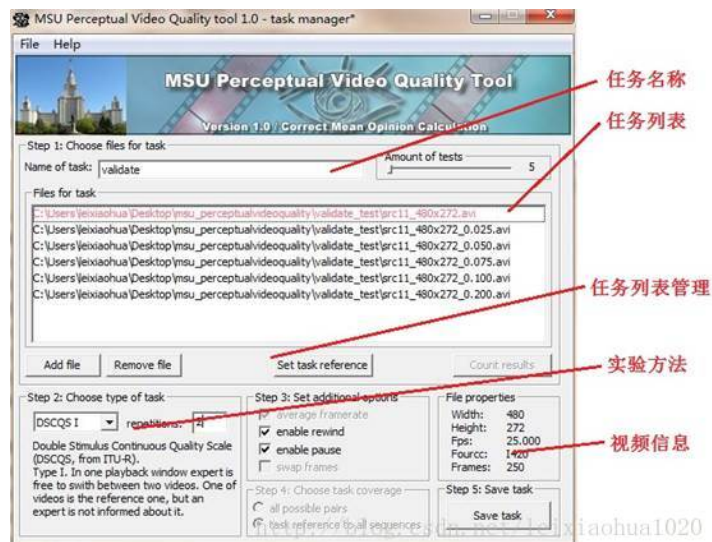 MSU Perceptual Video Quality tool 1.0 - task manager*
File Help
MSU Perceptual Video Quality Tool
Version 1.0 / Correct Mean Opinion Calculation
任务名称
任务列表
Step 1: Choose files for task
Name of task: validate
Amount of tests
5
Files for task
C:\Users\leixiaohua\Desktop\msu_perceptualvideoquality\validate_test\src11_480x272.avi
C:\Users\leixiaohua\Desktop\msu_perceptualvideoquality\validate_test\src11_480x272_0.025.avi
C:\Users\leixiaohua\Desktop\msu_perceptualvideoquality\validate_test\src11_480x272_0.050.avi
C:\Users\leixiaohua\Desktop\msu_perceptualvideoquality\validate_test\src11_480x272_0.075.avi
C:\Users\leixiaohua\Desktop\msu_perceptualvideoquality\validate_test\src11_480x272_0.100.avi
C:\Users\leixiaohua\Desktop\msu_perceptualvideoquality\validate_test\src11_480x272_0.200.avi
任务列表管理
Add file
Remove file
Set task reference
Count results
实验方法
Step 2: Choose type of task
DSCQS I
repetitions:
Double Stimulus Continuous Quality Scale
(DSCQS, from ITU-R).
Type I. In one playback window expert is
free to swith between two videos. One of
videos is the reference one, but an
expert is not informed about it.
Step 3: Set additional options
average framerate
enable rewind
enable pause
swap frames
File properties
Width: 480
Height: 272
Fps: 25.000
Fourcc: I420
Frames: 250
视频信息
Step 4: Choose task coverage
all possible pairs
task reference to all sequences
Step 5: Save task
Save task
http://blog.csdn.net/leixiaohua1020